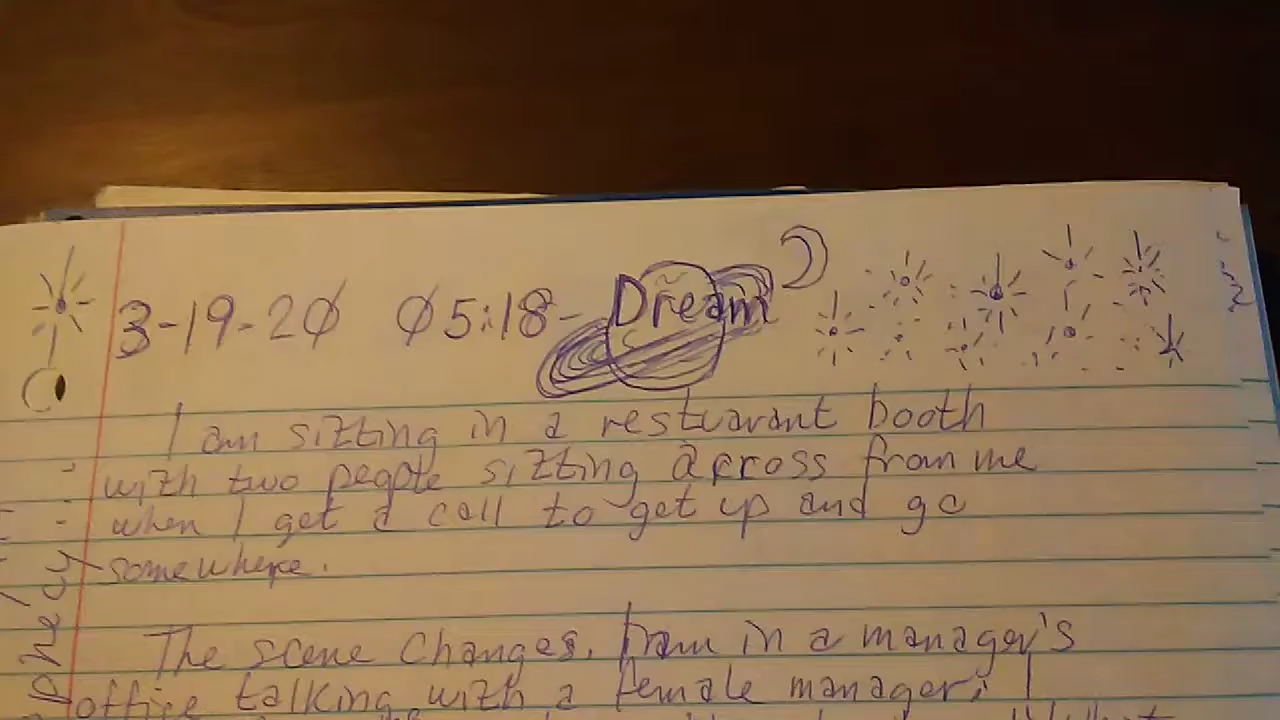 3-19-20 05:18- Dream
I am sitting in a restuarant booth
with two people sitting across from me
when I get a call to get up and go
somewhere.
The scene changes. I am in a manager's
office talking with a female manager. I